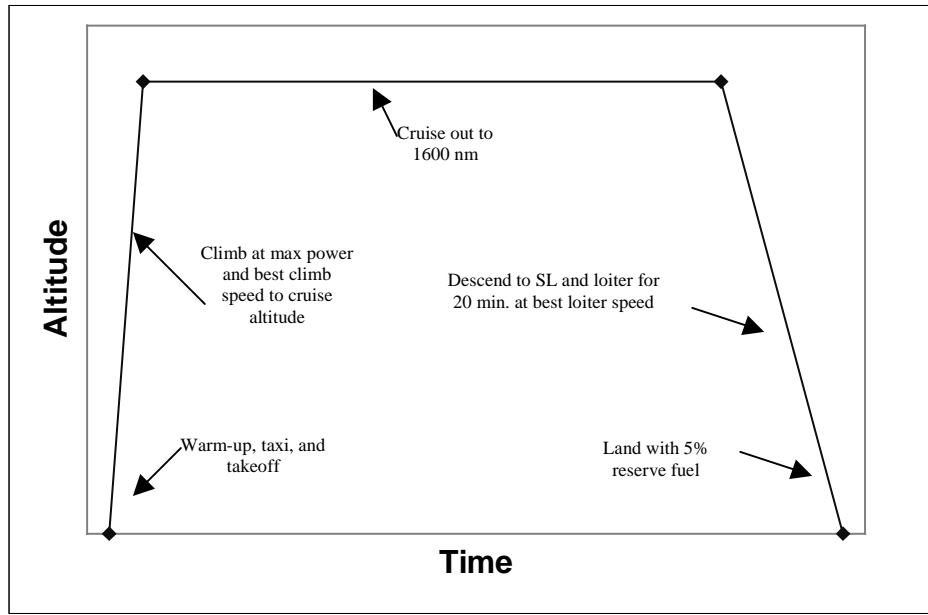 Cruise out to
1600 nm
Climb at max power
and best climb
speed to cruise
altitude
Descend to SL and loiter for
20 min. at best loiter speed
Warm-up, taxi, and
takeoff
Land with 5%
reserve fuel
Altitude
Time